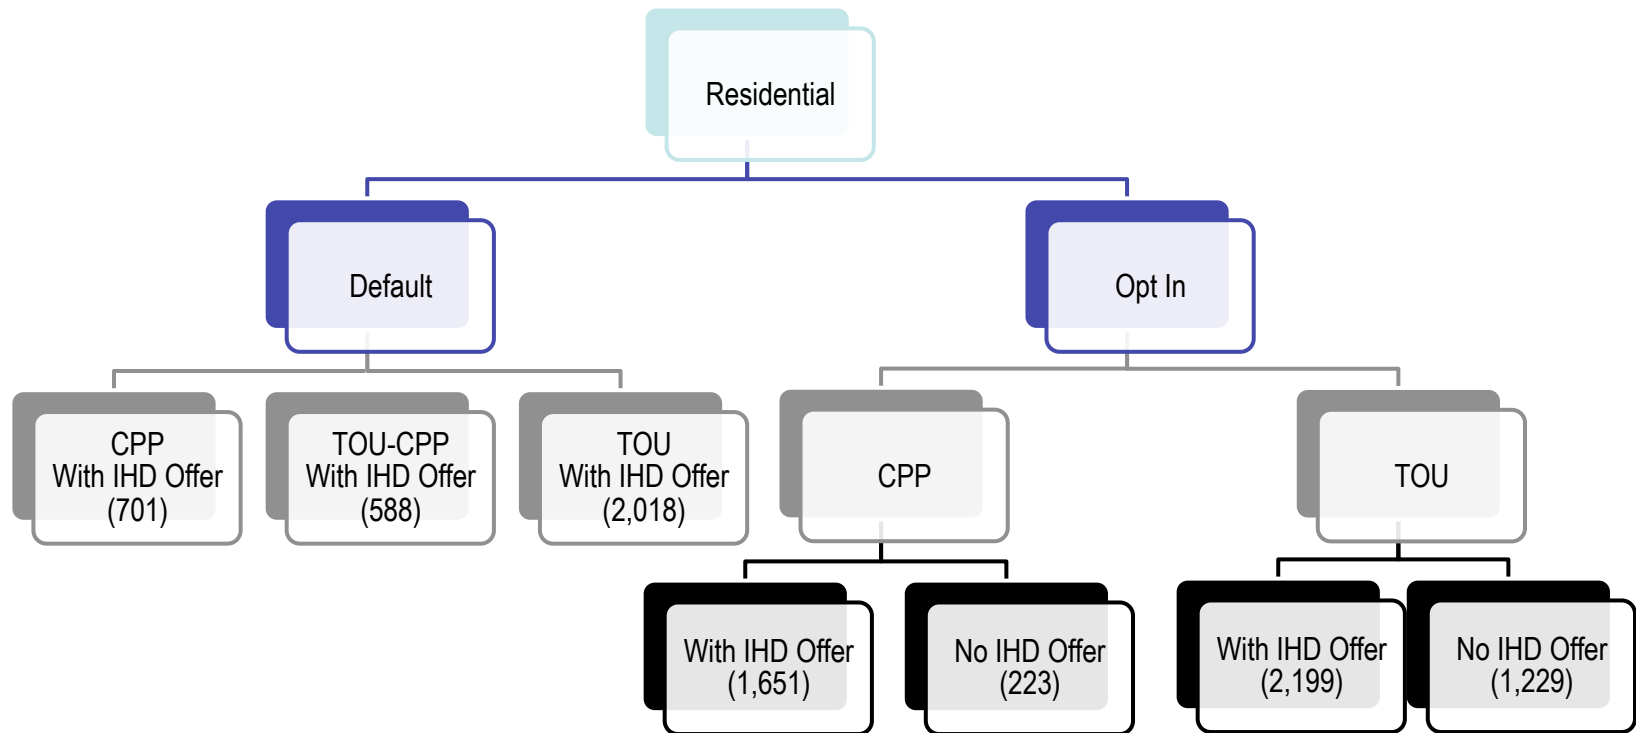 Residential
Default
Opt In
CPP
With IHD Offer
(701)
TOU-CPP
With IHD Offer
(588)
TOU
With IHD Offer
(2,018)
CPP
TOU
With IHD Offer
(1,651)
No IHD Offer
(223)
With IHD Offer
(2,199)
No IHD Offer
(1,229)